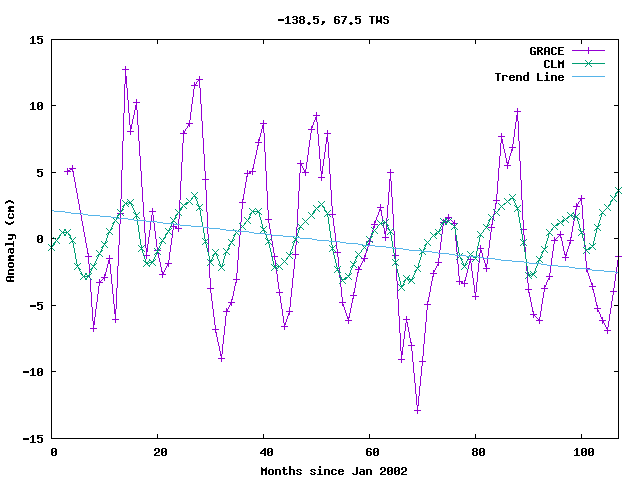 -138.5, 67.5 TWS
GRACE
CLM
Trend Line
Anomaly (cm)
15
10
5
0
-5
-10
-15
0 20 40 60 80 100
Months since Jan 2002